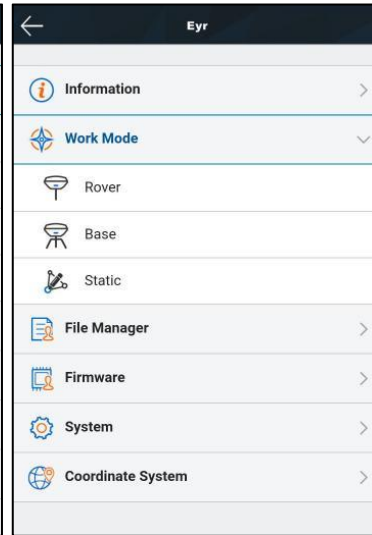 Eyr
Information
Work Mode
Rover
Base
Static
File Manager
Firmware
System
Coordinate System